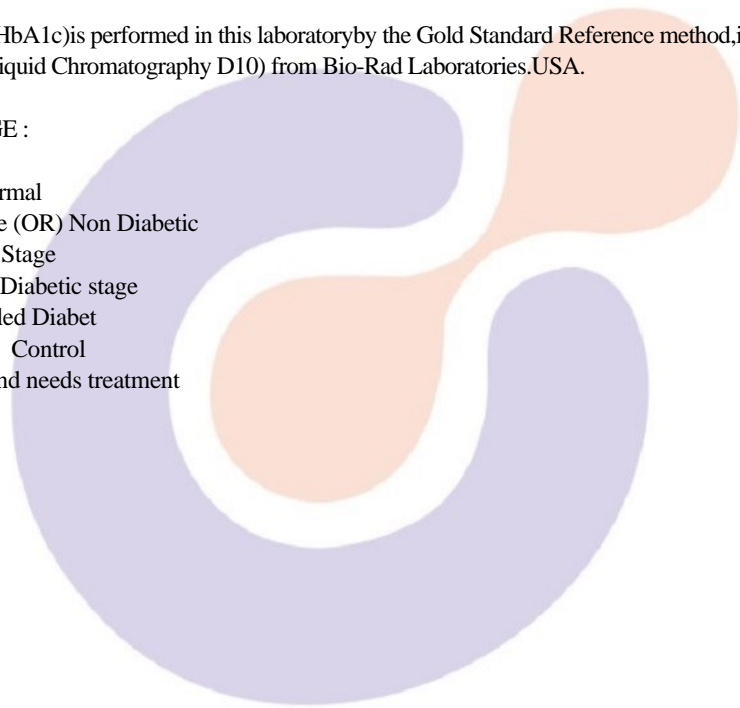 HbA1c)is performed in this laboratoryby the Gold Standard Reference method,i
iquid Chromatography D10) from Bio-Rad Laboratories.USA.
GE :
rmal
e (OR) Non Diabetic
Stage
Diabetic stage
led Diabet
Control
nd needs treatment